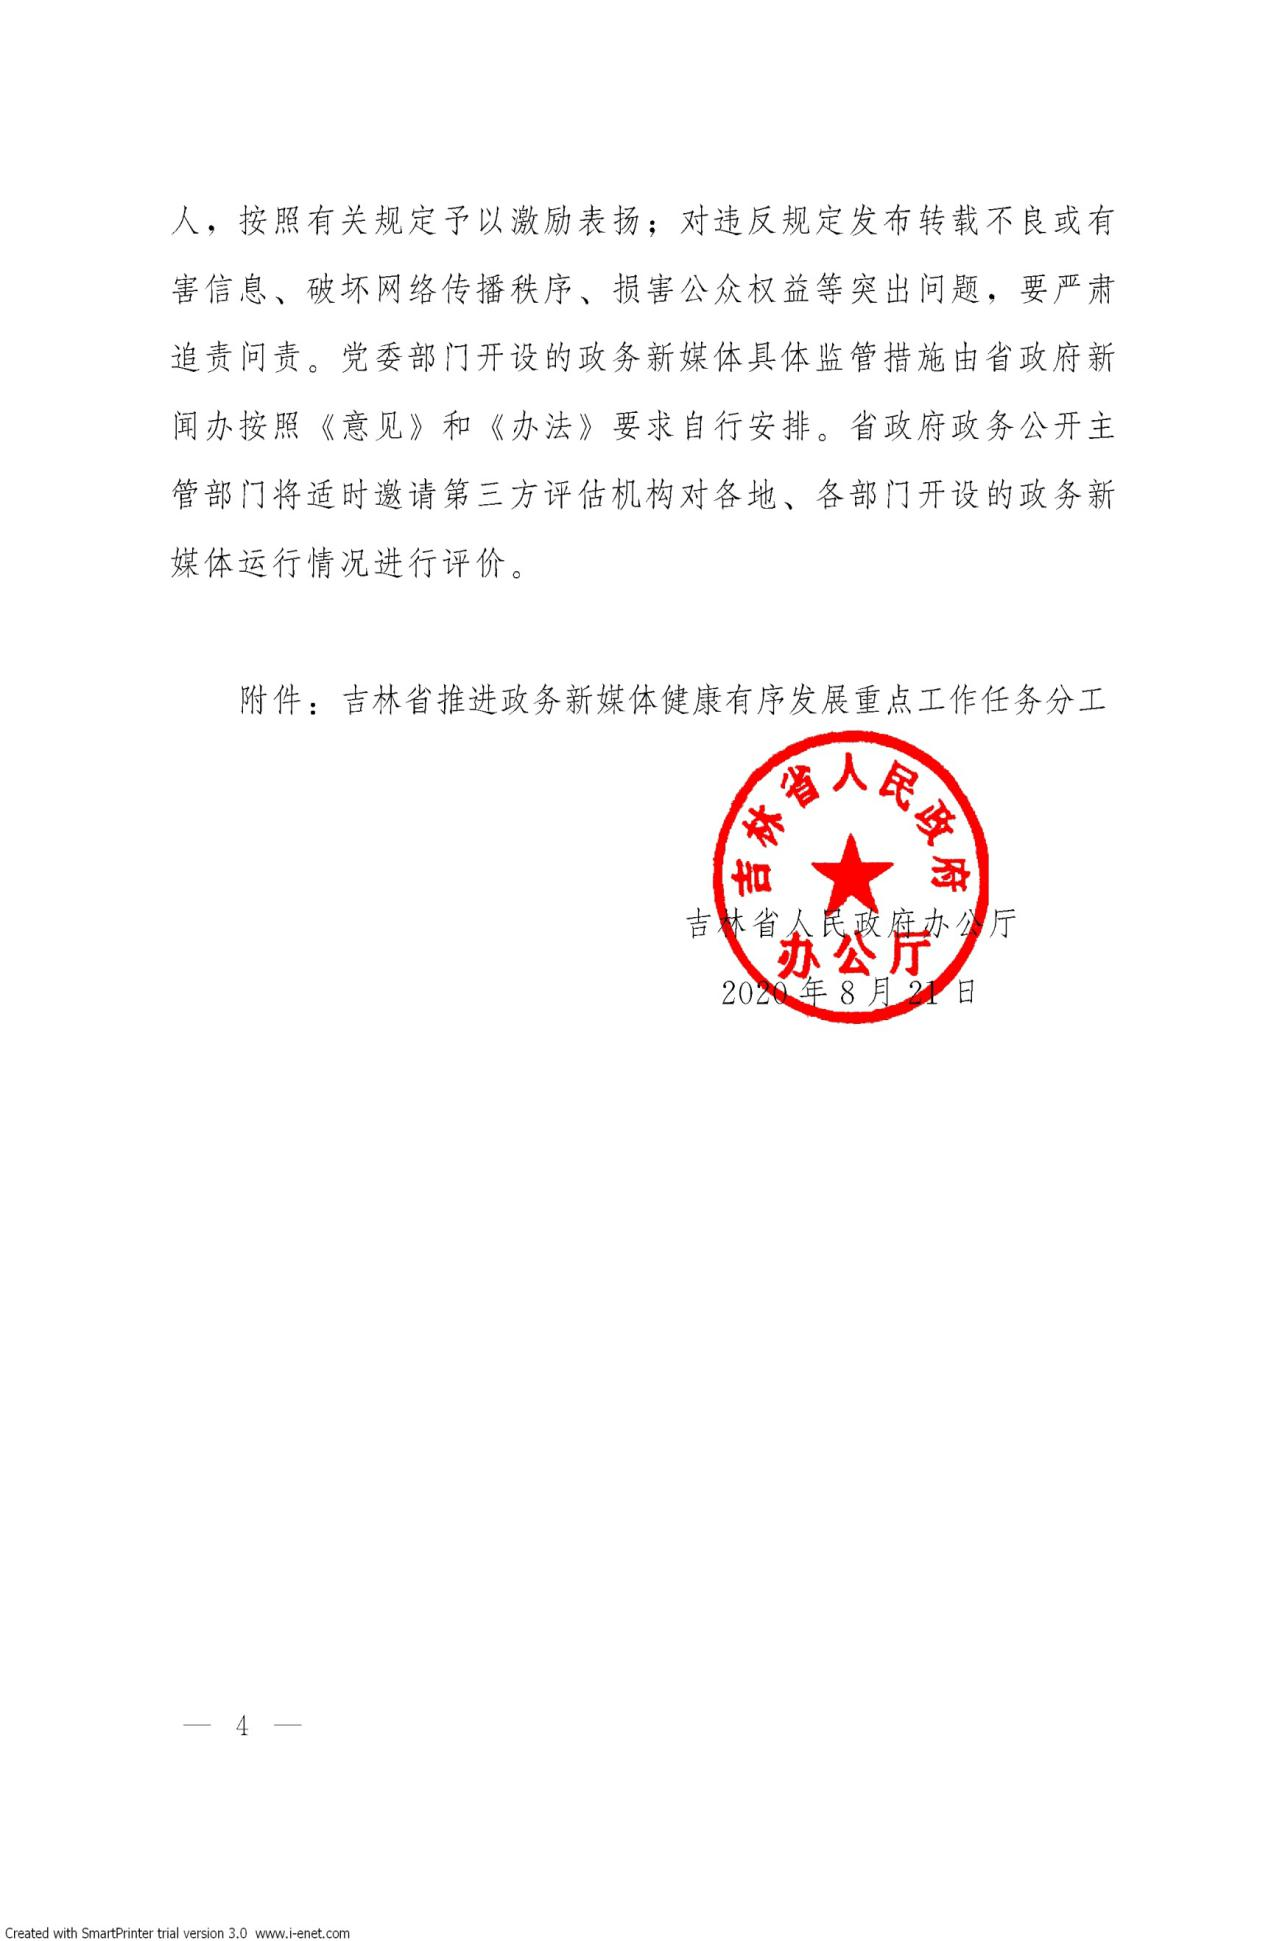 人，按照有关规定予以激励表扬；对违反规定发布转载不良或有
害信息、破坏网络传播秩序、损害公众权益等突出问题，要严肃
追责问责。党委部门开设的政务新媒体具体监管措施由省政府新
闻办按照《意见》和《办法》要求自行安排。省政府政务公开主
管部门将适时邀请第三方评估机构对各地、各部门开设的政务新
媒体运行情况进行评价。
附件：吉林省推进政务新媒体健康有序发展重点工作任务分工
吉林省人民政府
办公厅
吉林省人民政府办公厅
2020 年 8 月 21 日
— 4 —
Created with SmartPrinter trial version 3.0 www.i-enet.com